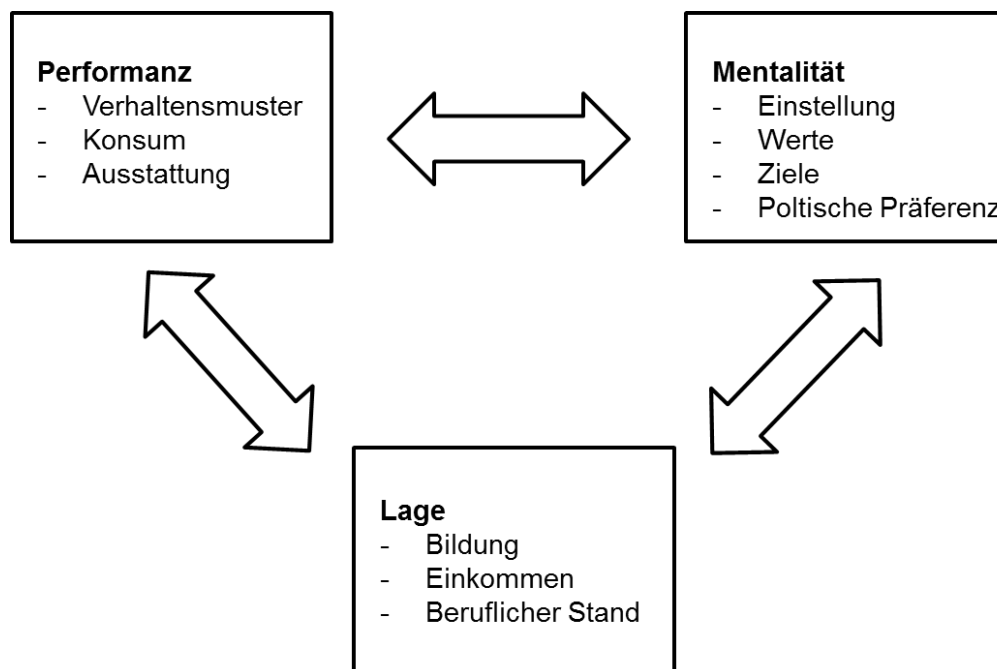 Performanz
- Verhaltensmuster
- Konsum
- Ausstattung
Mentalität
- Einstellung
- Werte
- Ziele
- Poltische Präferenz
Lage
- Bildung
- Einkommen
- Beruflicher Stand